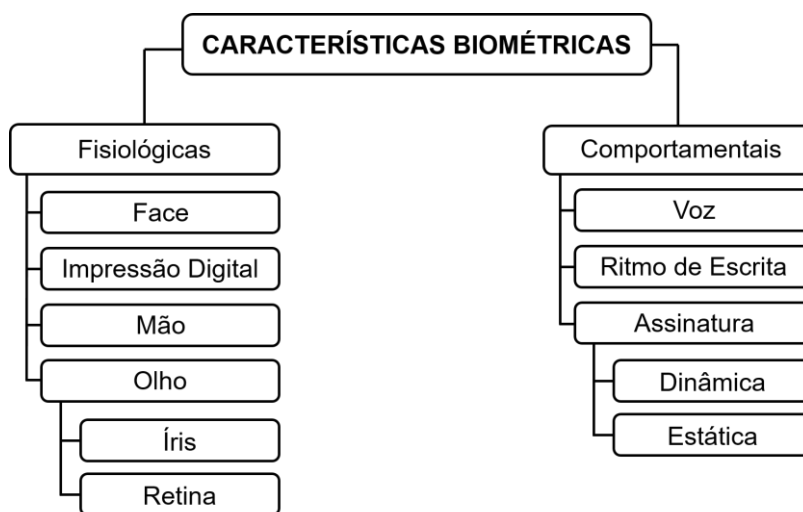 CARACTERÍSTICAS BIOMÉTRICAS
Fisiológicas
Face
Impressão Digital
Mão
Olho
Íris
Retina
Comportamentais
Voz
Ritmo de Escrita
Assinatura
Dinâmica
Estática